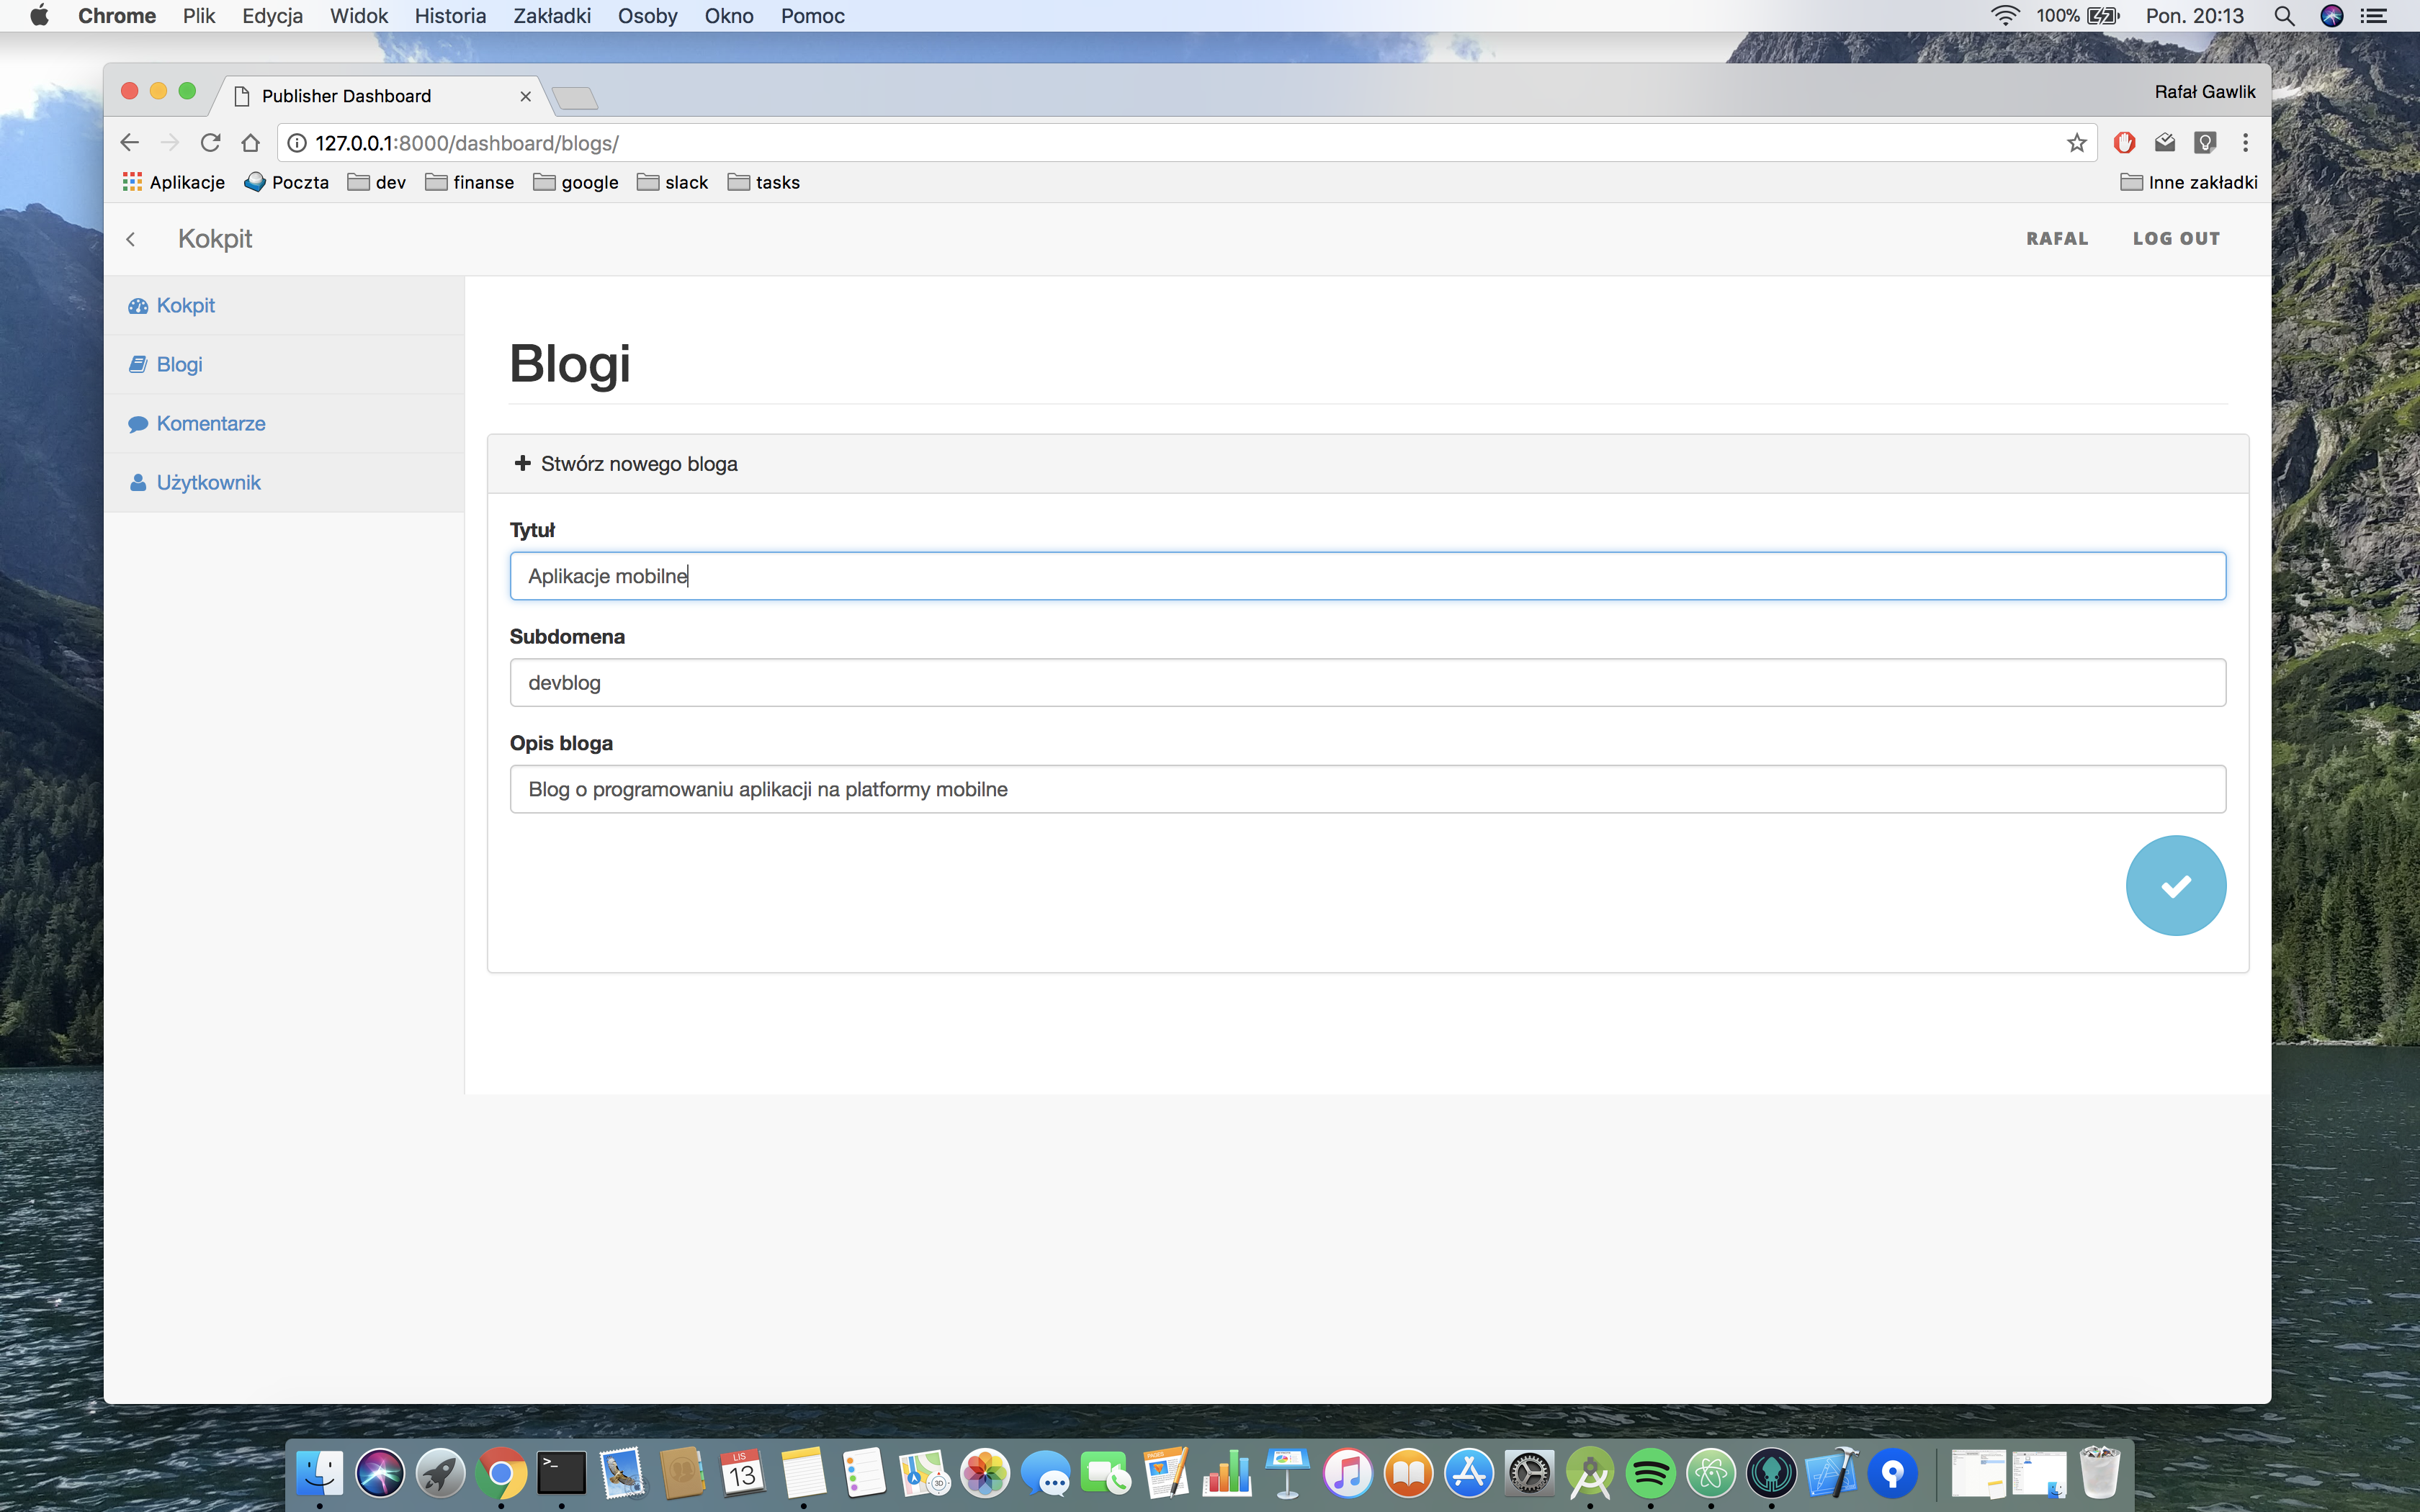 Chrome Plik Edycja Widok Historia Zakładki Osoby Okno Pomoc 100% Pon. 20:13
Publisher Dashboard Rafał Gawlik
127.0.0.1:8000/dashboard/blogs/
Aplikacje Poczta dev finanse google slack tasks Inne zakładki
Kokpit RAFAL LOG OUT
Kokpit
Blogi
Komentarze
Użytkownik
Blogi
Stwórz nowego bloga
Tytuł
Aplikacje mobilne
Subdomena
devblog
Opis bloga
Blog o programowaniu aplikacji na platformy mobilne
LIS
13
PAGES
3D